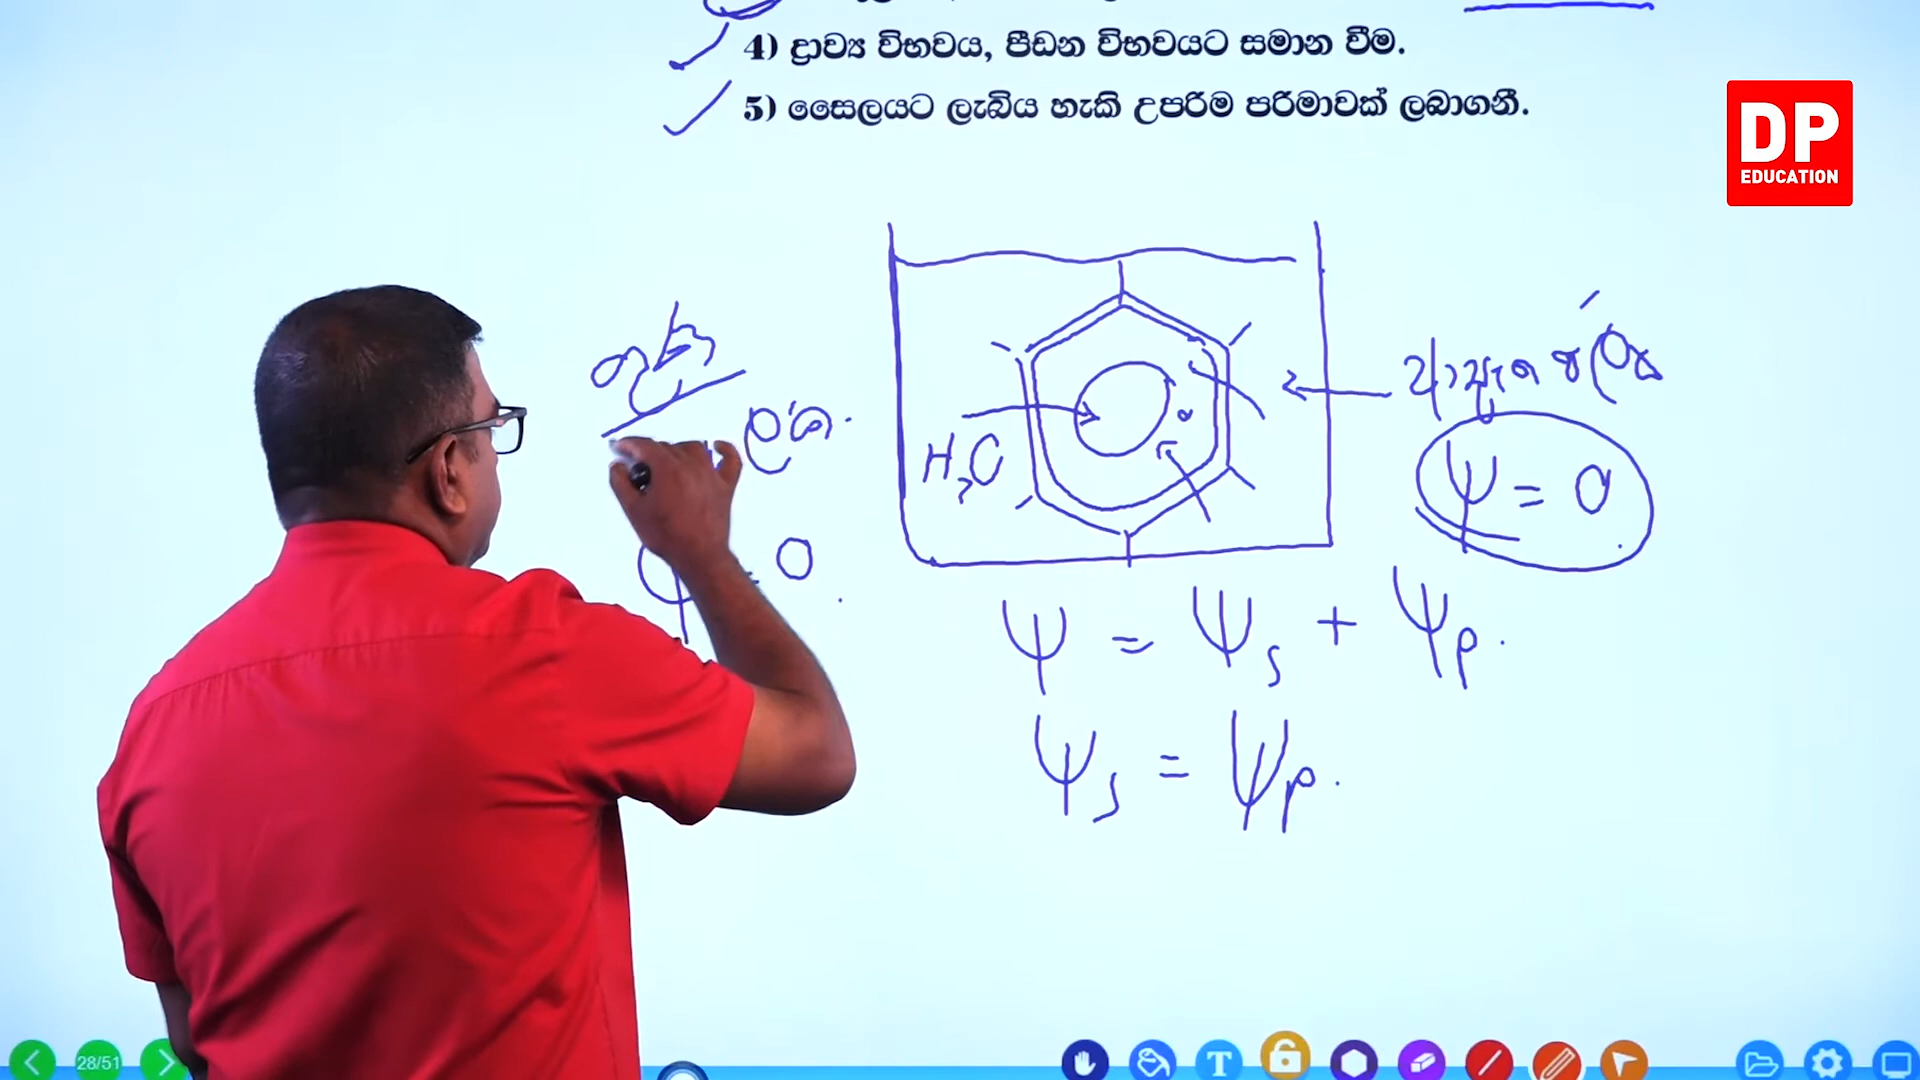 4) ද්‍රාව්‍ය විභවය, පීඩන විභවයට සමාන වීම.
5) සෛලයට ලැබිය හැකි උපරිම පරිමාවක් ලබාගනී.
DP
EDUCATION
H₂O
ψ = 0
= 0
ψ = ψs + ψp.
ψs = ψp.
28/51
T